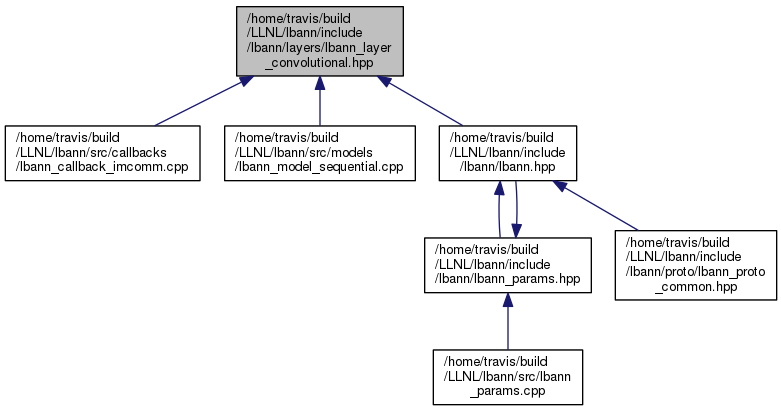 /home/travis/build
/LLNL/lbann/include
/lbann/layers/lbann_layer
_convolutional.hpp
/home/travis/build
/LLNL/lbann/src/callbacks
/lbann_callback_imcomm.cpp
/home/travis/build
/LLNL/lbann/src/models
/lbann_model_sequential.cpp
/home/travis/build
/LLNL/lbann/include
/lbann/lbann.hpp
/home/travis/build
/LLNL/lbann/include
/lbann/lbann_params.hpp
/home/travis/build
/LLNL/lbann/include
/lbann/proto/lbann_proto
_common.hpp
/home/travis/build
/LLNL/lbann/src/lbann
_params.cpp